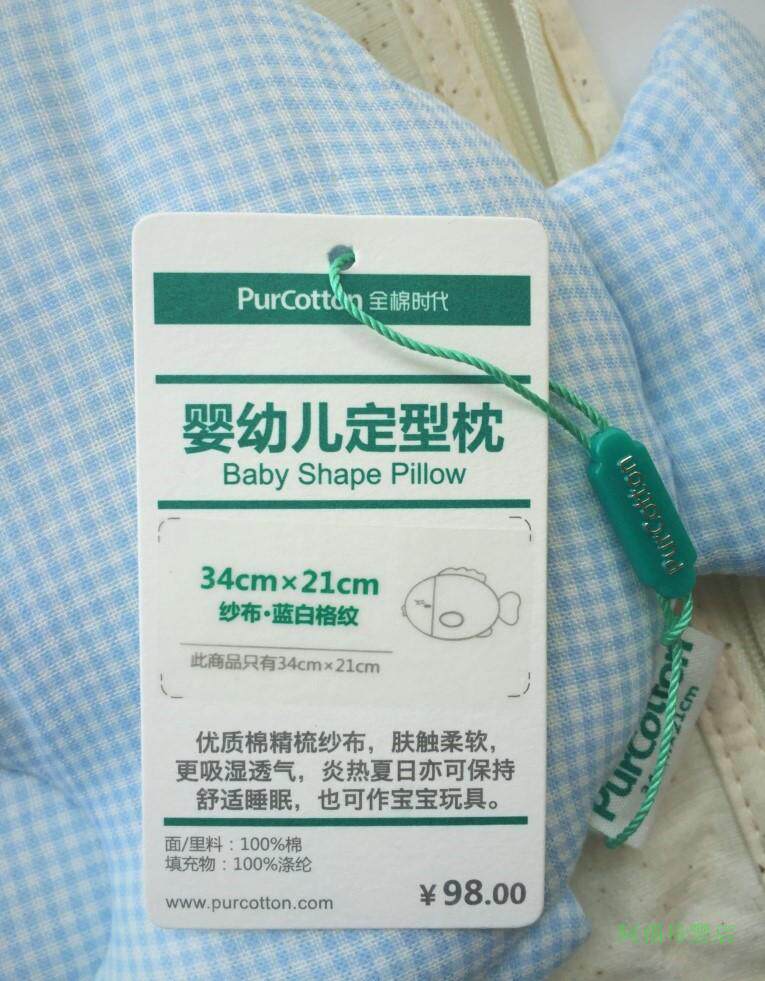 PurCotton 全棉时代
婴幼儿定型枕
Baby Shape Pillow
34cm×21cm
纱布·蓝白格纹
此商品只有34cm×21cm
优质棉精梳纱布，肤触柔软，
更吸湿透气，炎热夏日亦可保持
舒适睡眠，也可作宝宝玩具。
面/里料：100%棉
填充物：100%涤纶
www.purcotton.com
￥98.00
PurCotton
PurCotton
34cm×21cm